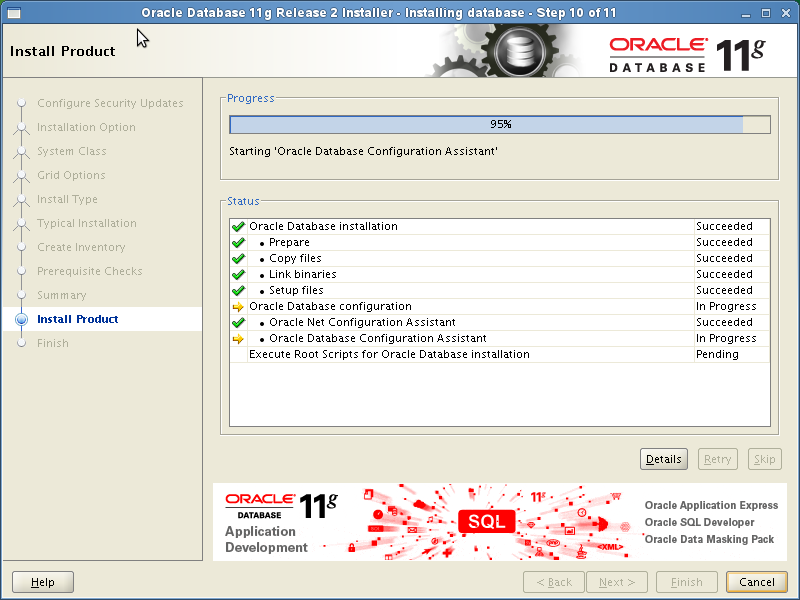 Oracle Database 11g Release 2 Installer - Installing database - Step 10 of 11
Install Product
ORACLE
DATABASE
11g
Configure Security Updates
Installation Option
System Class
Grid Options
Install Type
Typical Installation
Create Inventory
Prerequisite Checks
Summary
Install Product
Finish
Progress
95%
Starting 'Oracle Database Configuration Assistant'
Status
Oracle Database installation Succeeded
• Prepare Succeeded
• Copy files Succeeded
• Link binaries Succeeded
• Setup files Succeeded
Oracle Database configuration In Progress
• Oracle Net Configuration Assistant Succeeded
• Oracle Database Configuration Assistant In Progress
Execute Root Scripts for Oracle Database installation Pending
Details Retry Skip
ORACLE
DATABASE
11g
Application
Development
11g
SQL
<XML>
Oracle Application Express
Oracle SQL Developer
Oracle Data Masking Pack
Help < Back Next > Finish Cancel